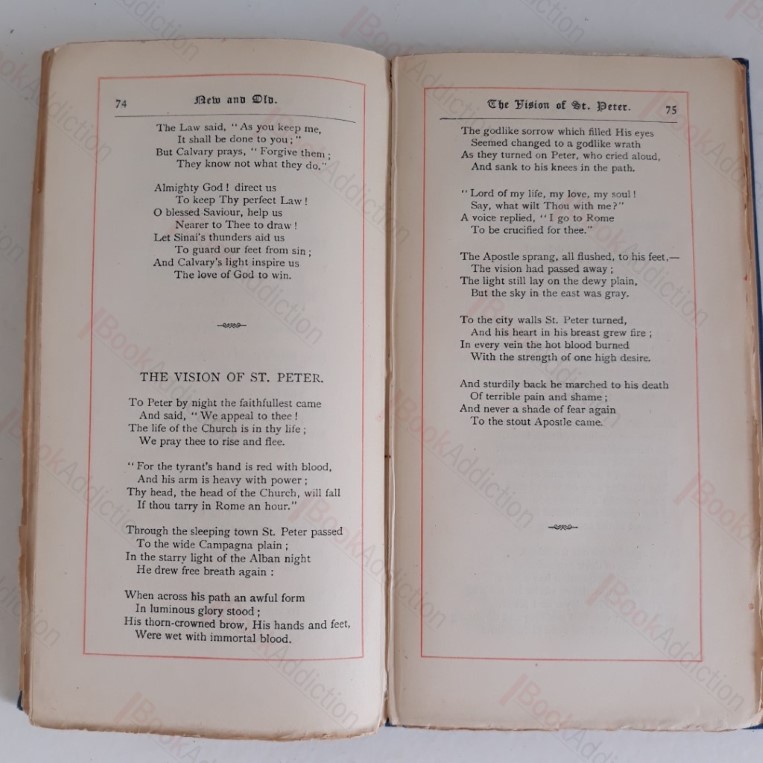 74
New and Old.
The Law said, "As you keep me,
It shall be done to you;"
But Calvary prays, "Forgive them;
They know not what they do."
Almighty God! direct us
To keep Thy perfect Law!
O blessed Saviour, help us
Nearer to Thee to draw!
Let Sinai's thunders aid us
To guard our feet from sin;
And Calvary's light inspire us
The love of God to win.
THE VISION OF ST. PETER.
To Peter by night the faithfullest came
And said, "We appeal to thee!
The life of the Church is in thy life;
We pray thee to rise and flee.
"For the tyrant's hand is red with blood,
And his arm is heavy with power;
Thy head, the head of the Church, will fall
If thou tarry in Rome an hour."
Through the sleeping town St. Peter passed
To the wide Campagna plain;
In the starry light of the Alban night
He drew free breath again:
When across his path an awful form
In luminous glory stood;
His thorn-crowned brow, His hands and feet,
Were wet with immortal blood.
The Vision of St. Peter.
75
The godlike sorrow which filled His eyes
Seemed changed to a godlike wrath
As they turned on Peter, who cried aloud,
And sank to his knees in the path.
"Lord of my life, my love, my soul!
Say, what wilt Thou with me?"
A voice replied, "I go to Rome
To be crucified for thee."
The Apostle sprang, all flushed, to his feet,—
The vision had passed away;
The light still lay on the dewy plain,
But the sky in the east was gray.
To the city walls St. Peter turned,
And his heart in his breast grew fire;
In every vein the hot blood burned
With the strength of one high desire.
And sturdily back he marched to his death
Of terrible pain and shame;
And never a shade of fear again
To the stout Apostle came.
BookAddiction